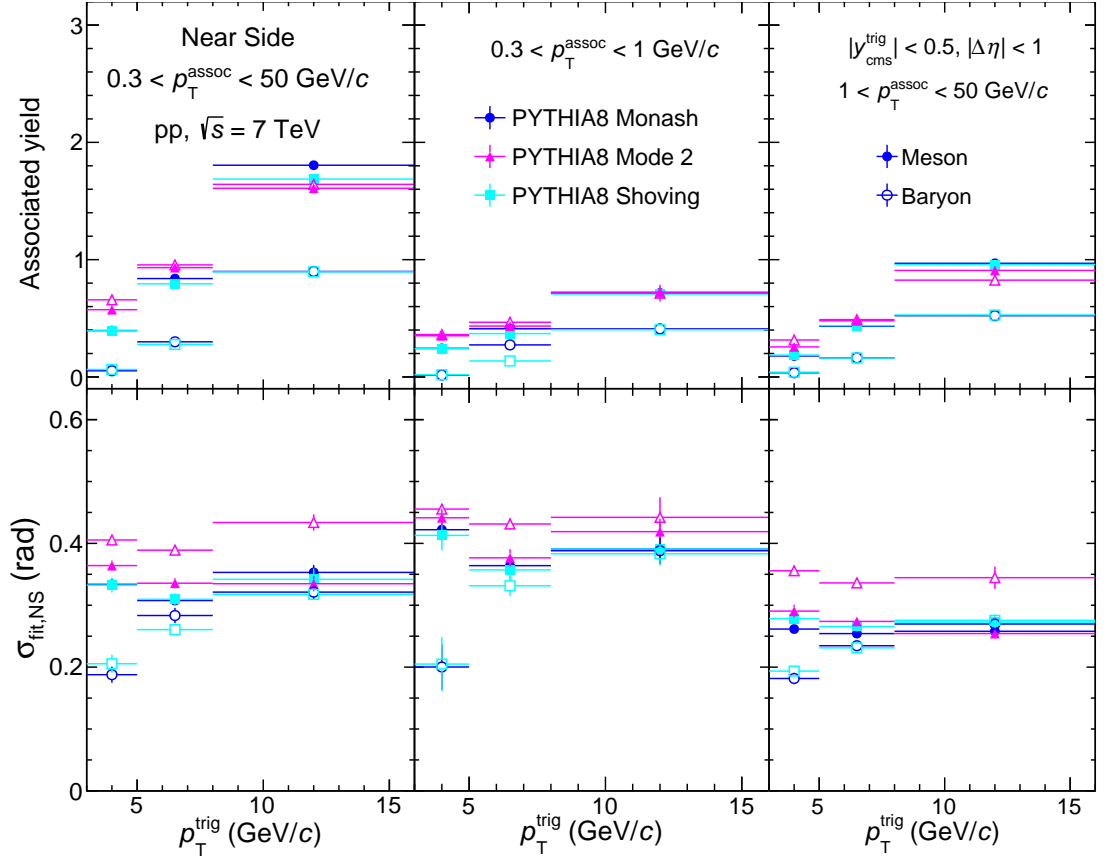 Near Side
0.3 < p_T^assoc < 50 GeV/c
pp, √s = 7 TeV
0.3 < p_T^assoc < 1 GeV/c
PYTHIA8 Monash
PYTHIA8 Mode 2
PYTHIA8 Shoving
|y_cms^trig| < 0.5, |Δη| < 1
1 < p_T^assoc < 50 GeV/c
Meson
Baryon
Associated yield
3
2
1
0
σ_fit,NS (rad)
0.6
0.4
0.2
0
5 10 15
5 10 15
5 10 15
p_T^trig (GeV/c)
p_T^trig (GeV/c)
p_T^trig (GeV/c)